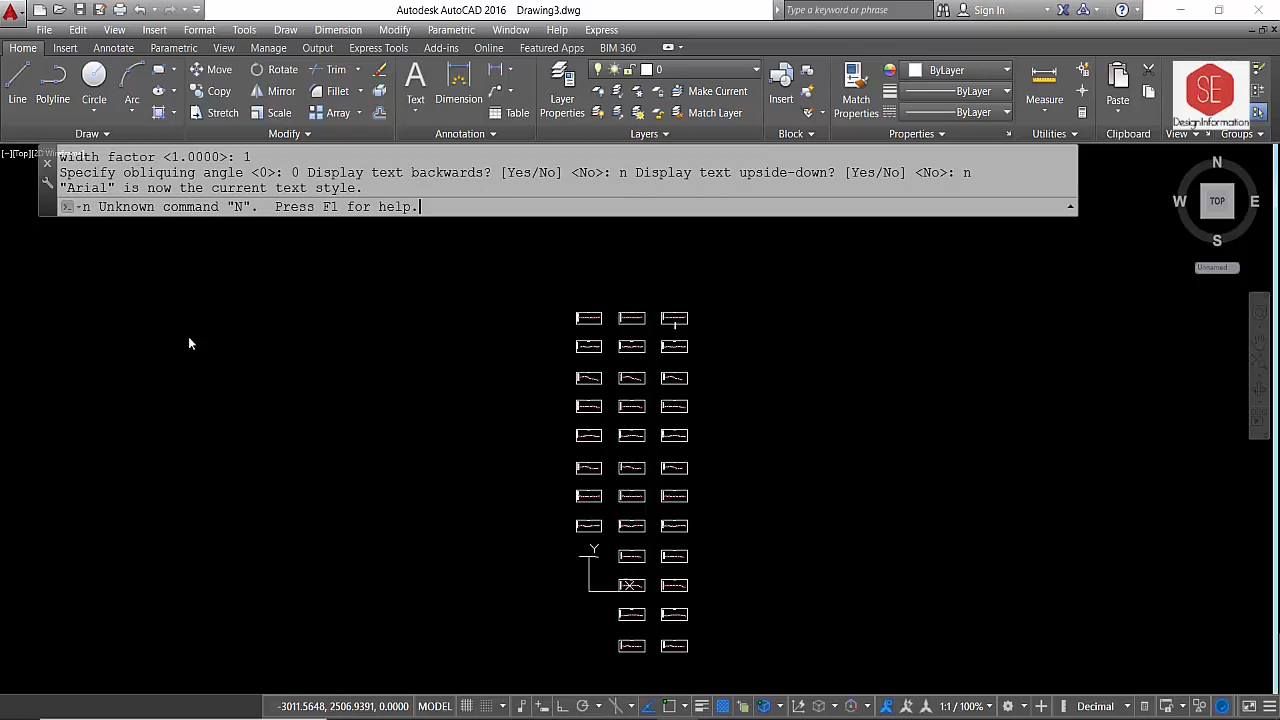 Autodesk AutoCAD 2016 Drawing3.dwg
Type a keyword or phrase
Sign In
File Edit View Insert Format Tools Draw Dimension Modify Parametric Window Help Express
Home Insert Annotate Parametric View Manage Output Express Tools Add-ins Online Featured Apps BIM 360
Line
Polyline
Circle
Arc
Draw
Move
Rotate
Trim
Copy
Mirror
Fillet
Stretch
Scale
Array
Modify
Text
Dimension
Table
Annotation
Layer
Properties
0
Make Current
Match Layer
Layers
Insert
Block
Match
Properties
ByLayer
ByLayer
ByLayer
Properties
Measure
Utilities
Paste
Clipboard
SE
DesignInformation
View
Groups
width factor <1.0000>: 1
Specify obliquing angle <0>: 0 Display text backwards? [Yes/No] <No>: n Display text upside-down? [Yes/No] <No>: n
"Arial" is now the current text style.
-n Unknown command "N". Press F1 for help.
N
W TOP E
S
Unnamed
Y
X
-3011.5648, 2506.9391, 0.0000 MODEL
1:1/100%
Decimal